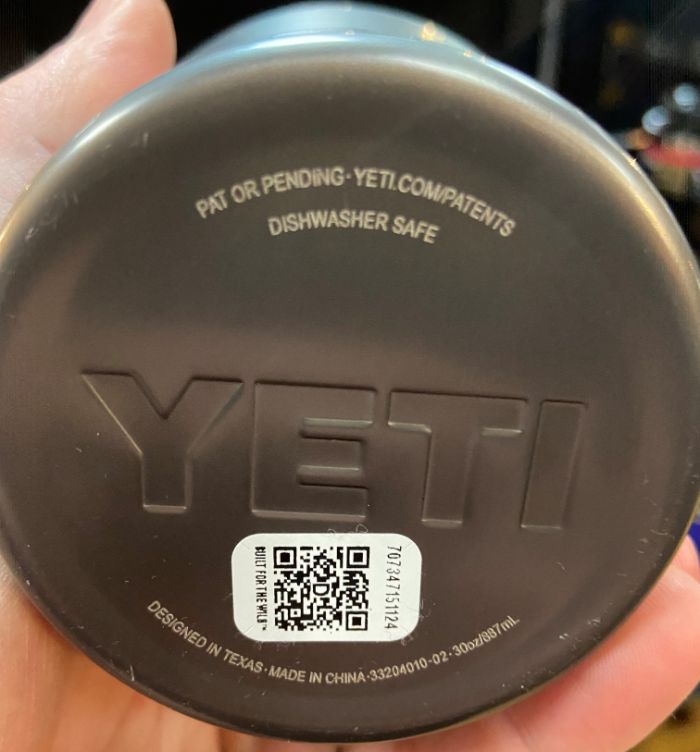 PAT OR PENDING · YETI.COM/PATENTS
DISHWASHER SAFE
YETI
BUILT FOR THE WILD™
707347151124
DESIGNED IN TEXAS · MADE IN CHINA · 33204010-02 · 30oz/887mL